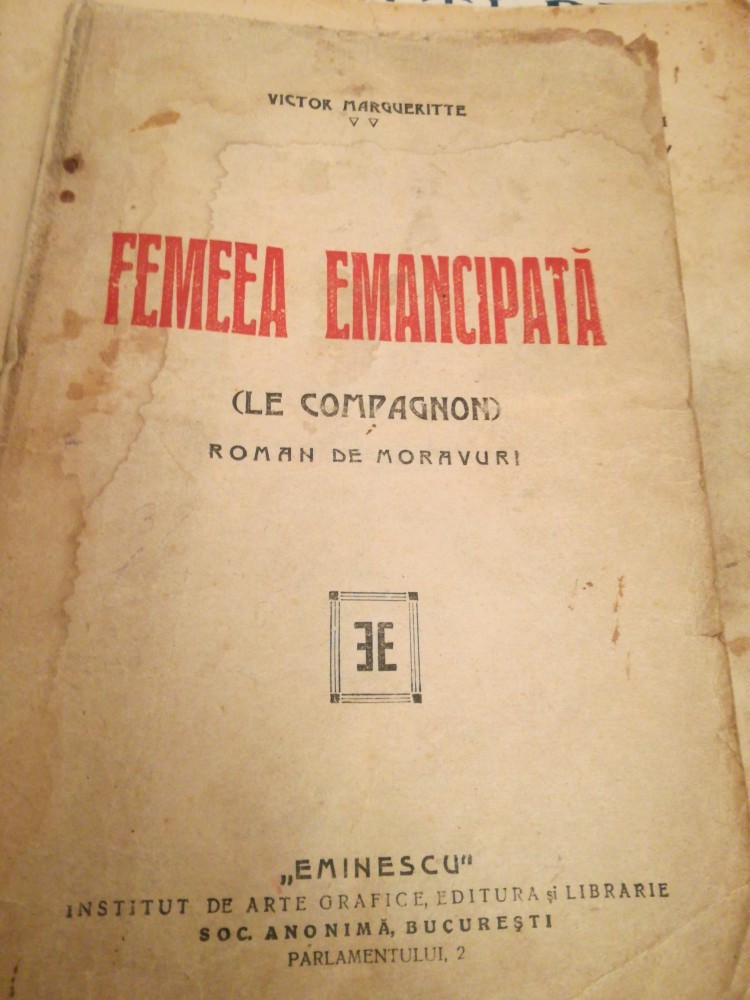 VICTOR MARGUERITTE
FEMEEA EMANCIPATĂ
(LE COMPAGNON)
ROMAN DE MORAVURI
ƎE
„EMINESCU"
INSTITUT DE ARTE GRAFICE, EDITURA și LIBRARIE
SOC. ANONIMĂ, BUCUREȘTI
PARLAMENTULUI, 2